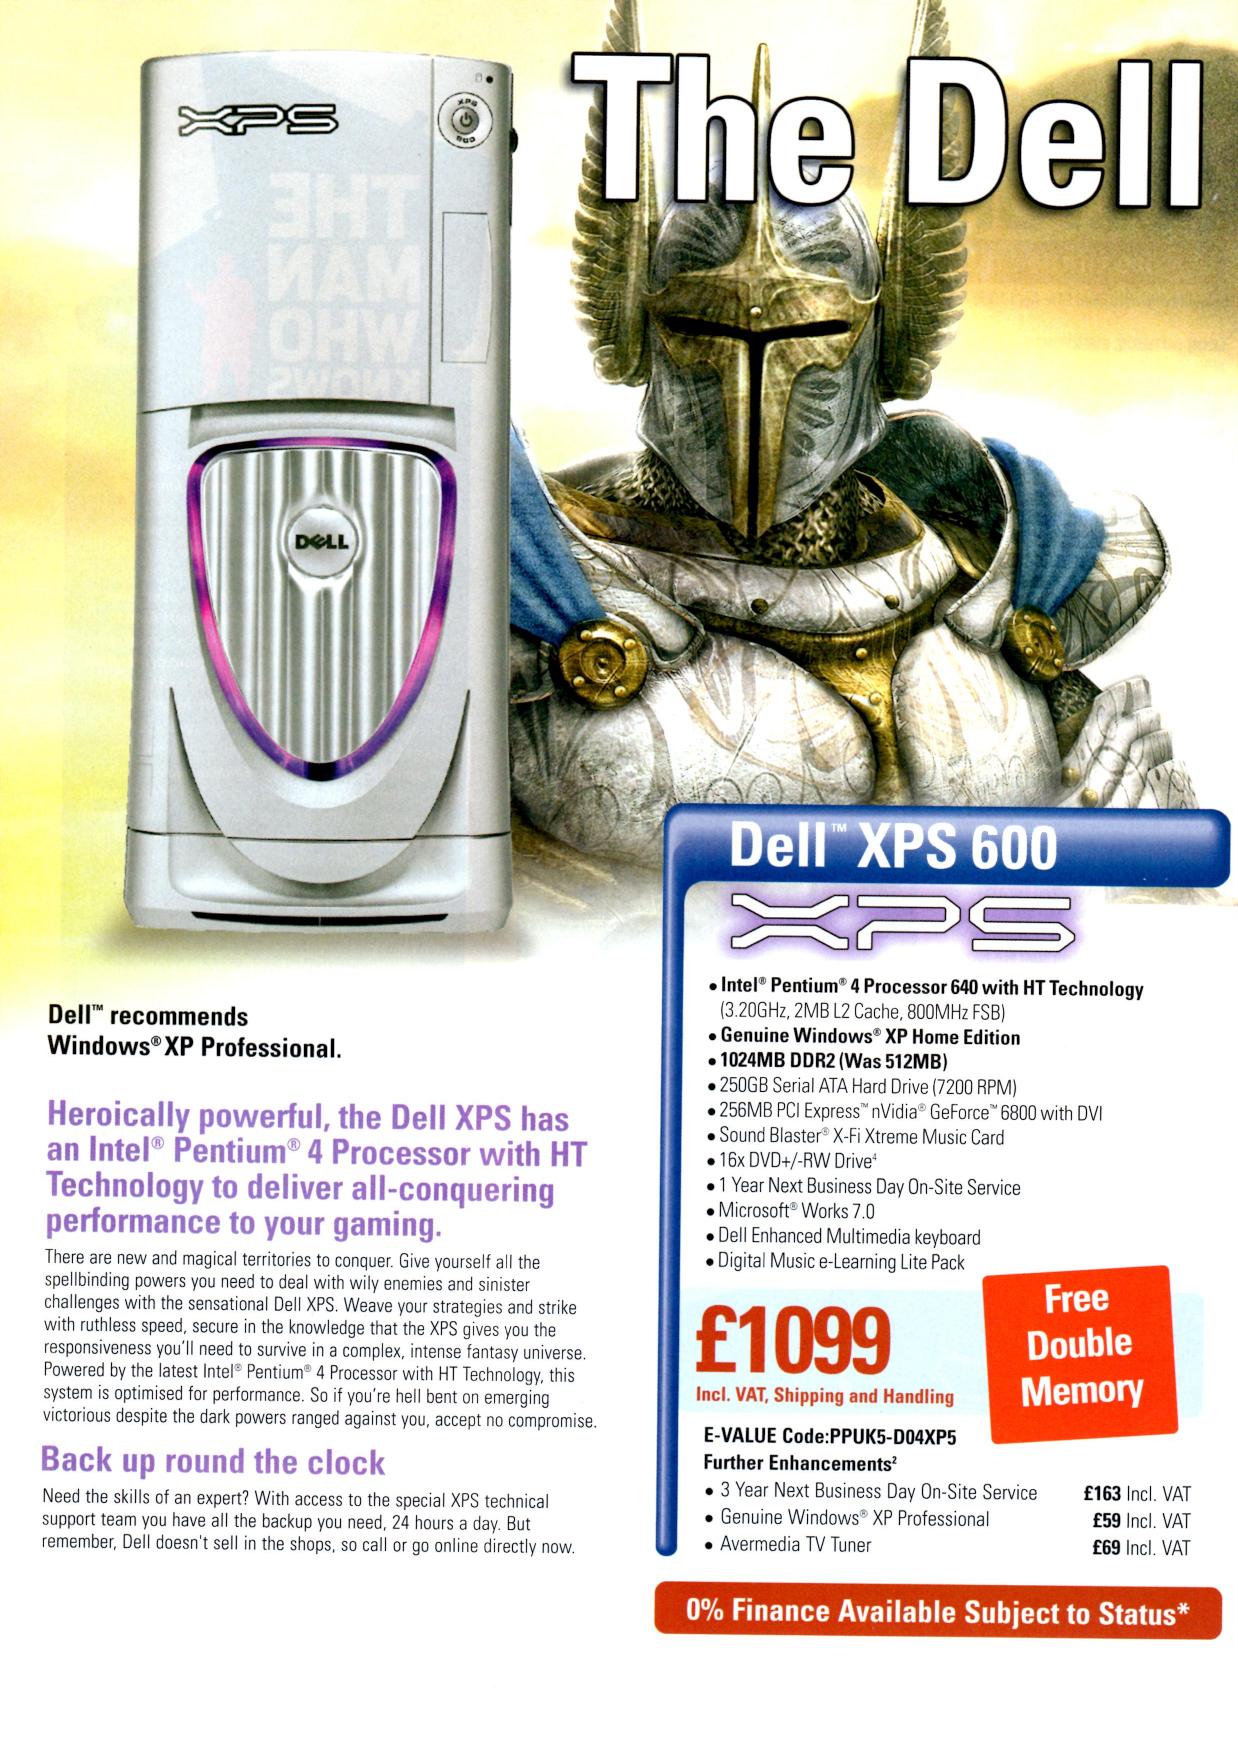 The Dell
XPS
XPS
THE
MAN
WHO
KNOWS
DELL
Dell™ XPS 600
XPS
• Intel® Pentium® 4 Processor 640 with HT Technology
(3.20GHz, 2MB L2 Cache, 800MHz FSB)
• Genuine Windows® XP Home Edition
• 1024MB DDR2 (Was 512MB)
• 250GB Serial ATA Hard Drive (7200 RPM)
• 256MB PCI Express™ nVidia® GeForce™ 6800 with DVI
• Sound Blaster® X-Fi Xtreme Music Card
• 16x DVD+/-RW Drive⁴
• 1 Year Next Business Day On-Site Service
• Microsoft® Works 7.0
• Dell Enhanced Multimedia keyboard
• Digital Music e-Learning Lite Pack
£1099
Incl. VAT, Shipping and Handling
Free
Double
Memory
E-VALUE Code:PPUK5-D04XP5
Further Enhancements²
• 3 Year Next Business Day On-Site Service £163 Incl. VAT
• Genuine Windows® XP Professional £59 Incl. VAT
• Avermedia TV Tuner £69 Incl. VAT
0% Finance Available Subject to Status*
Dell™ recommends
Windows® XP Professional.
Heroically powerful, the Dell XPS has
an Intel® Pentium® 4 Processor with HT
Technology to deliver all-conquering
performance to your gaming.
There are new and magical territories to conquer. Give yourself all the
spellbinding powers you need to deal with wily enemies and sinister
challenges with the sensational Dell XPS. Weave your strategies and strike
with ruthless speed, secure in the knowledge that the XPS gives you the
responsiveness you'll need to survive in a complex, intense fantasy universe.
Powered by the latest Intel® Pentium® 4 Processor with HT Technology, this
system is optimised for performance. So if you're hell bent on emerging
victorious despite the dark powers ranged against you, accept no compromise.
Back up round the clock
Need the skills of an expert? With access to the special XPS technical
support team you have all the backup you need, 24 hours a day. But
remember, Dell doesn't sell in the shops, so call or go online directly now.